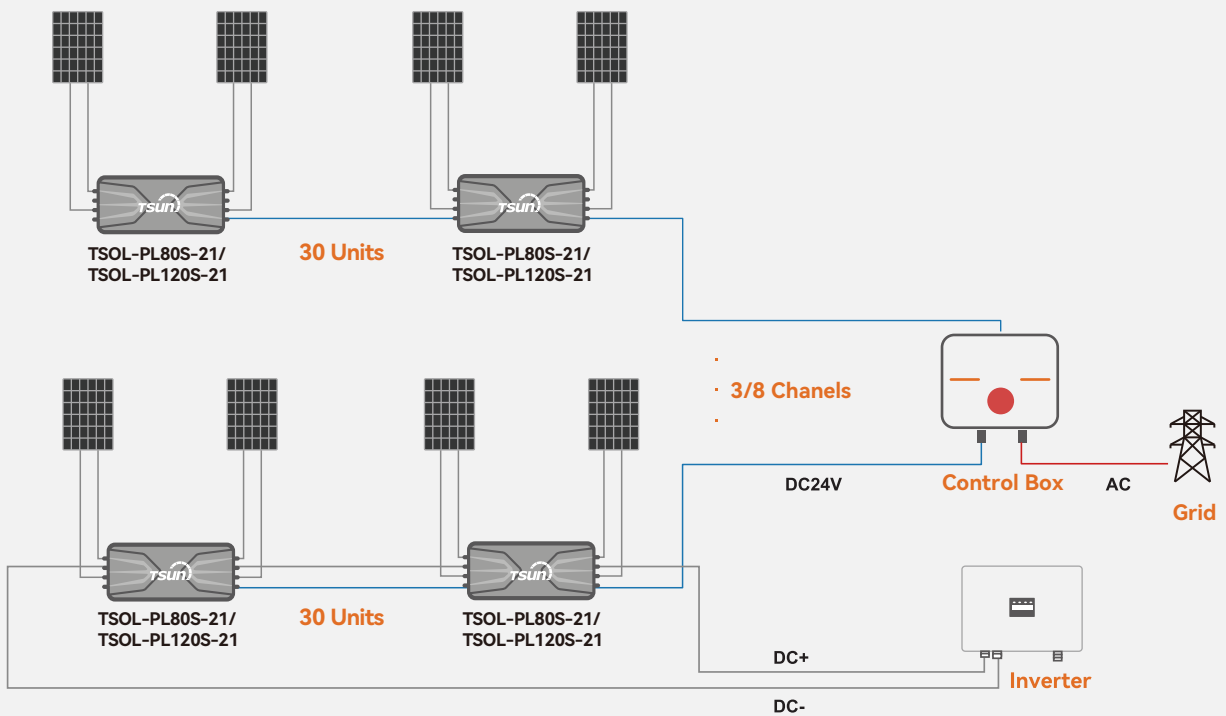 TSUN
TSUN
TSOL-PL80S-21/
TSOL-PL120S-21
30 Units
TSOL-PL80S-21/
TSOL-PL120S-21
3/8 Chanels
DC24V
Control Box
AC
Grid
TSUN
TSUN
TSOL-PL80S-21/
TSOL-PL120S-21
30 Units
TSOL-PL80S-21/
TSOL-PL120S-21
DC+
Inverter
DC-